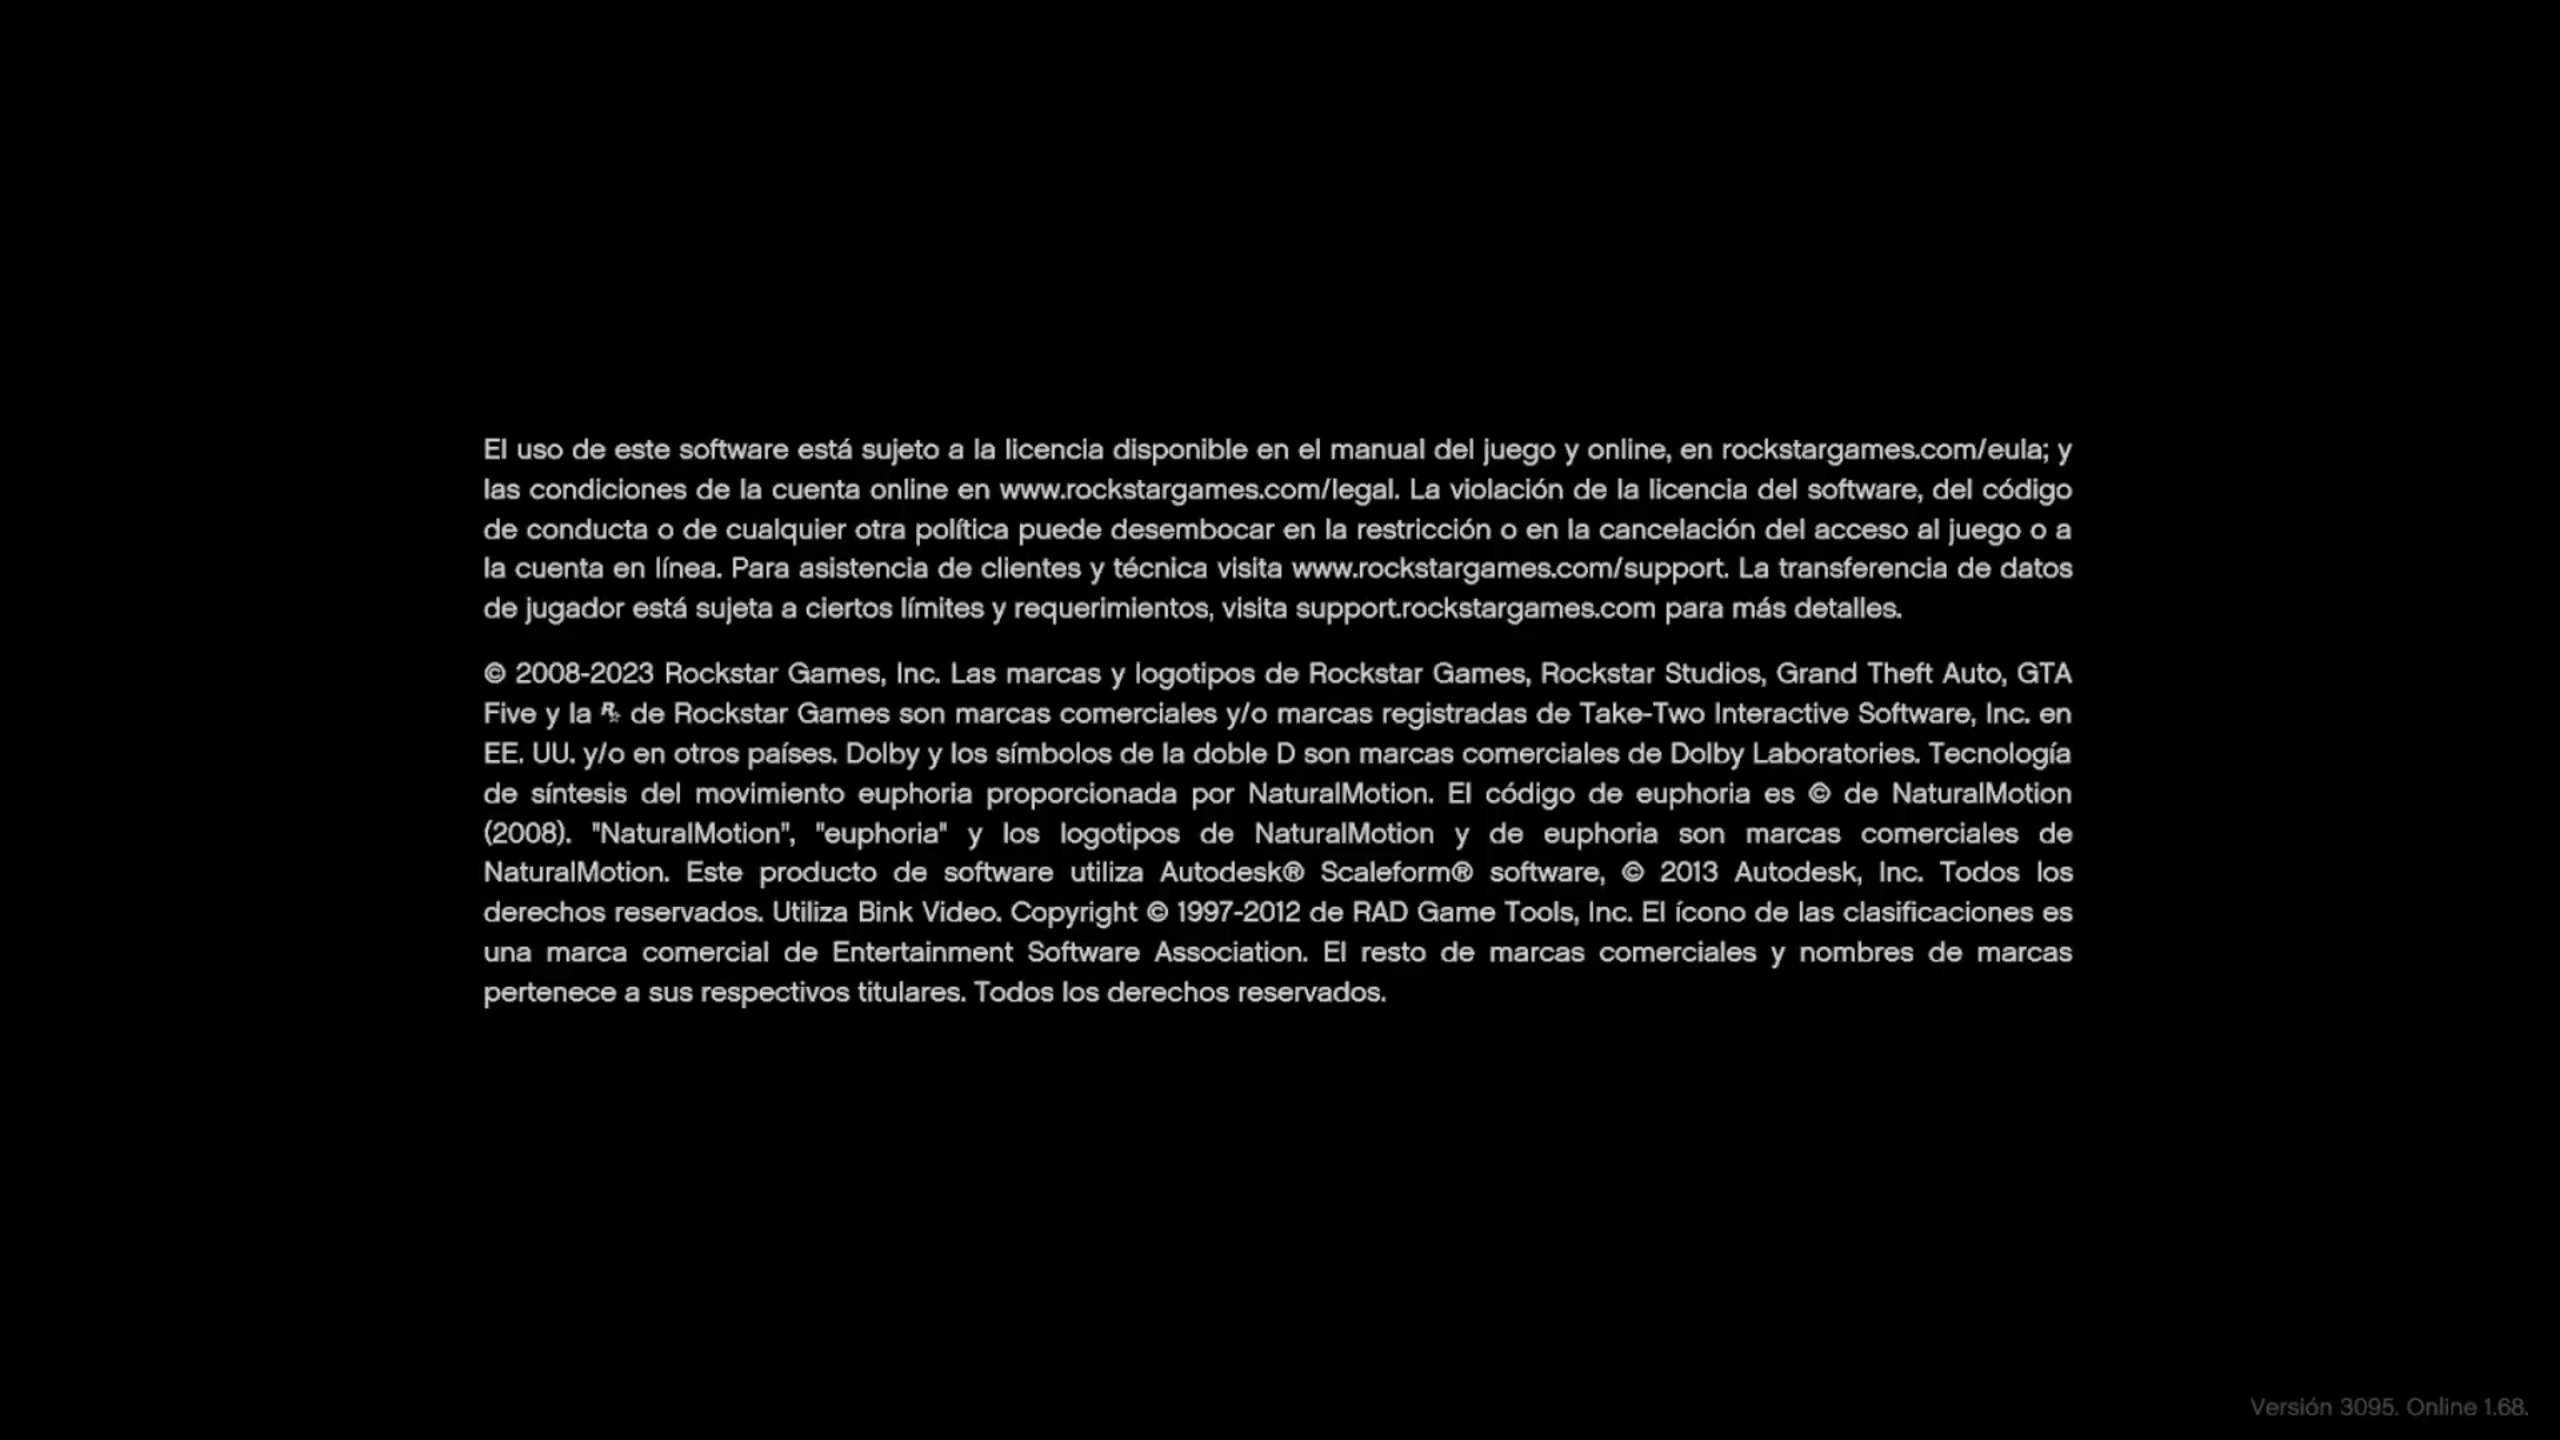 El uso de este software está sujeto a la licencia disponible en el manual del juego y online, en rockstargames.com/eula; y
las condiciones de la cuenta online en www.rockstargames.com/legal. La violación de la licencia del software, del código
de conducta o de cualquier otra política puede desembocar en la restricción o en la cancelación del acceso al juego o a
la cuenta en línea. Para asistencia de clientes y técnica visita www.rockstargames.com/support. La transferencia de datos
de jugador está sujeta a ciertos límites y requerimientos, visita support.rockstargames.com para más detalles.
© 2008-2023 Rockstar Games, Inc. Las marcas y logotipos de Rockstar Games, Rockstar Studios, Grand Theft Auto, GTA
Five y la R* de Rockstar Games son marcas comerciales y/o marcas registradas de Take-Two Interactive Software, Inc. en
EE. UU. y/o en otros países. Dolby y los símbolos de la doble D son marcas comerciales de Dolby Laboratories. Tecnología
de síntesis del movimiento euphoria proporcionada por NaturalMotion. El código de euphoria es © de NaturalMotion
(2008). "NaturalMotion", "euphoria" y los logotipos de NaturalMotion y de euphoria son marcas comerciales de
NaturalMotion. Este producto de software utiliza Autodesk® Scaleform® software, © 2013 Autodesk, Inc. Todos los
derechos reservados. Utiliza Bink Video. Copyright © 1997-2012 de RAD Game Tools, Inc. El ícono de las clasificaciones es
una marca comercial de Entertainment Software Association. El resto de marcas comerciales y nombres de marcas
pertenece a sus respectivos titulares. Todos los derechos reservados.
Versión 3095. Online 1.68.